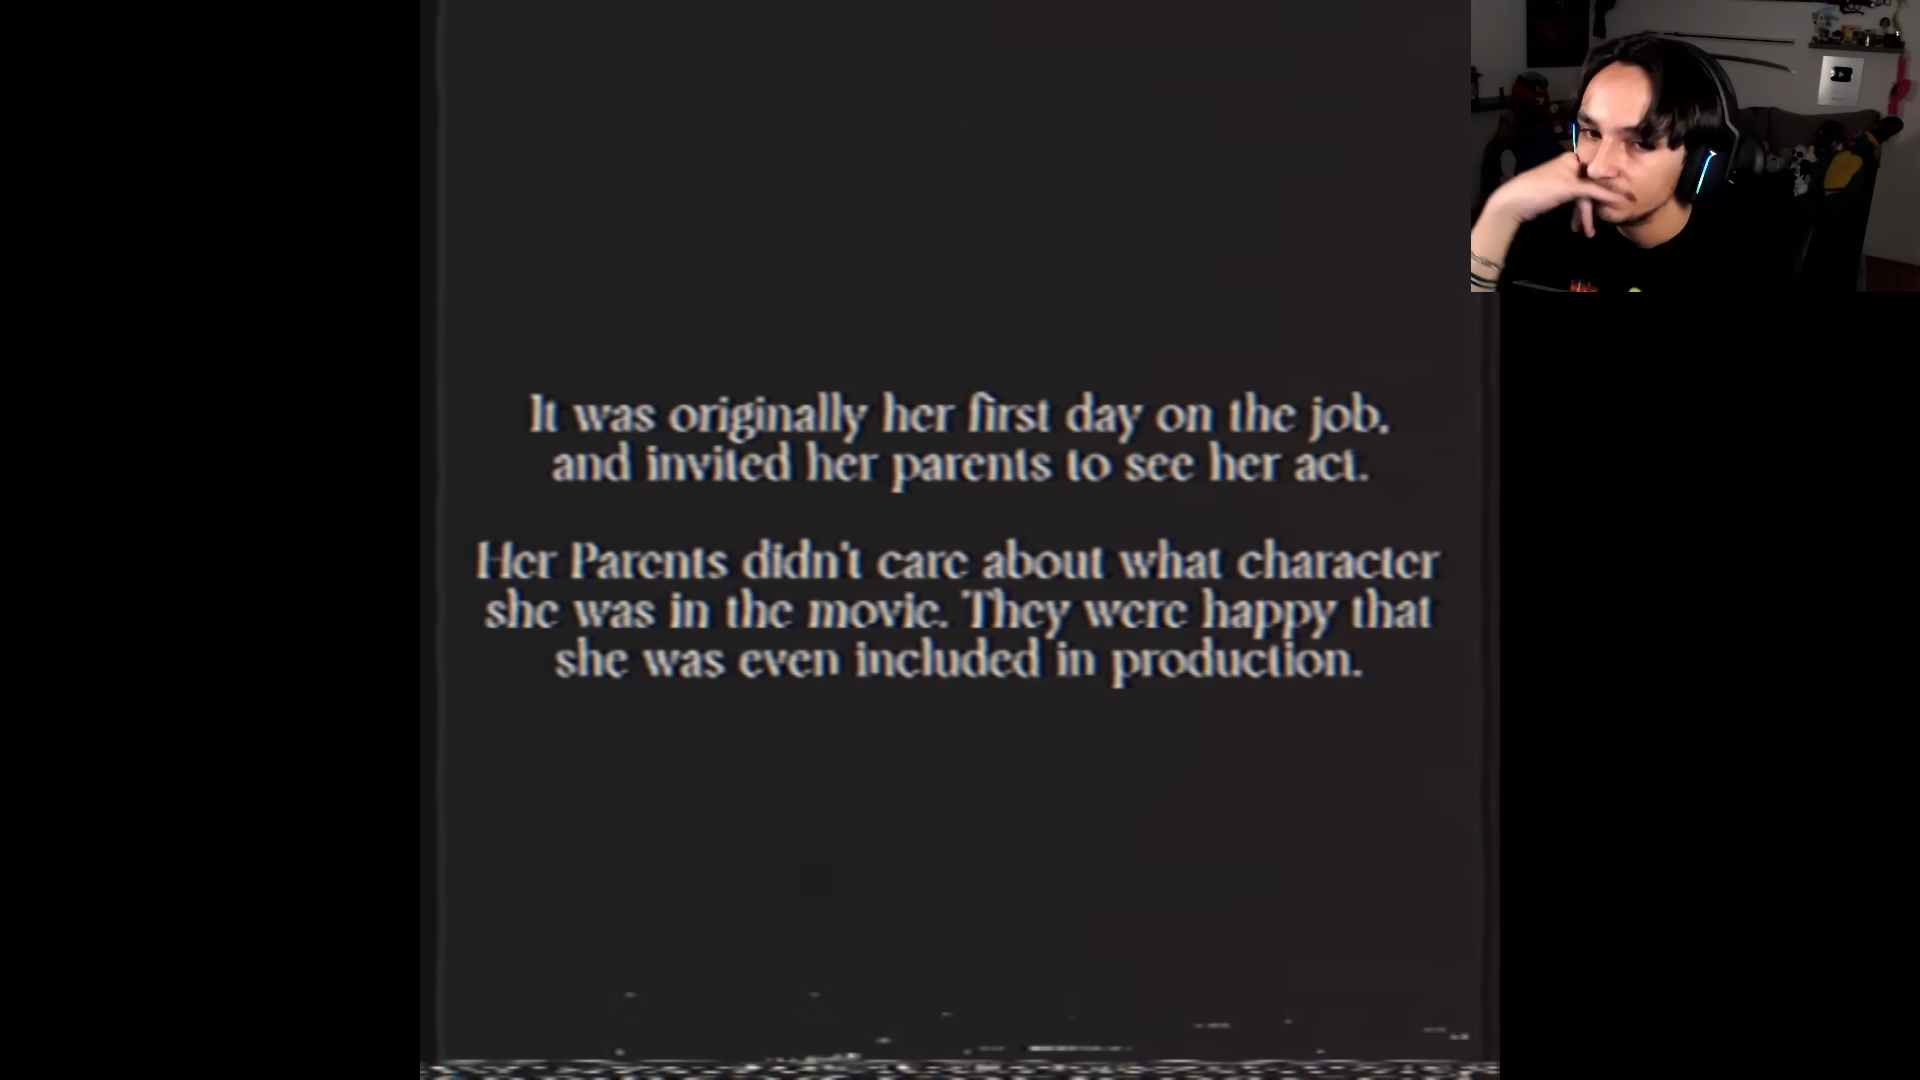 It was originally her first day on the job,
and invited her parents to see her act.
Her Parents didn't care about what character
she was in the movie. They were happy that
she was even included in production.